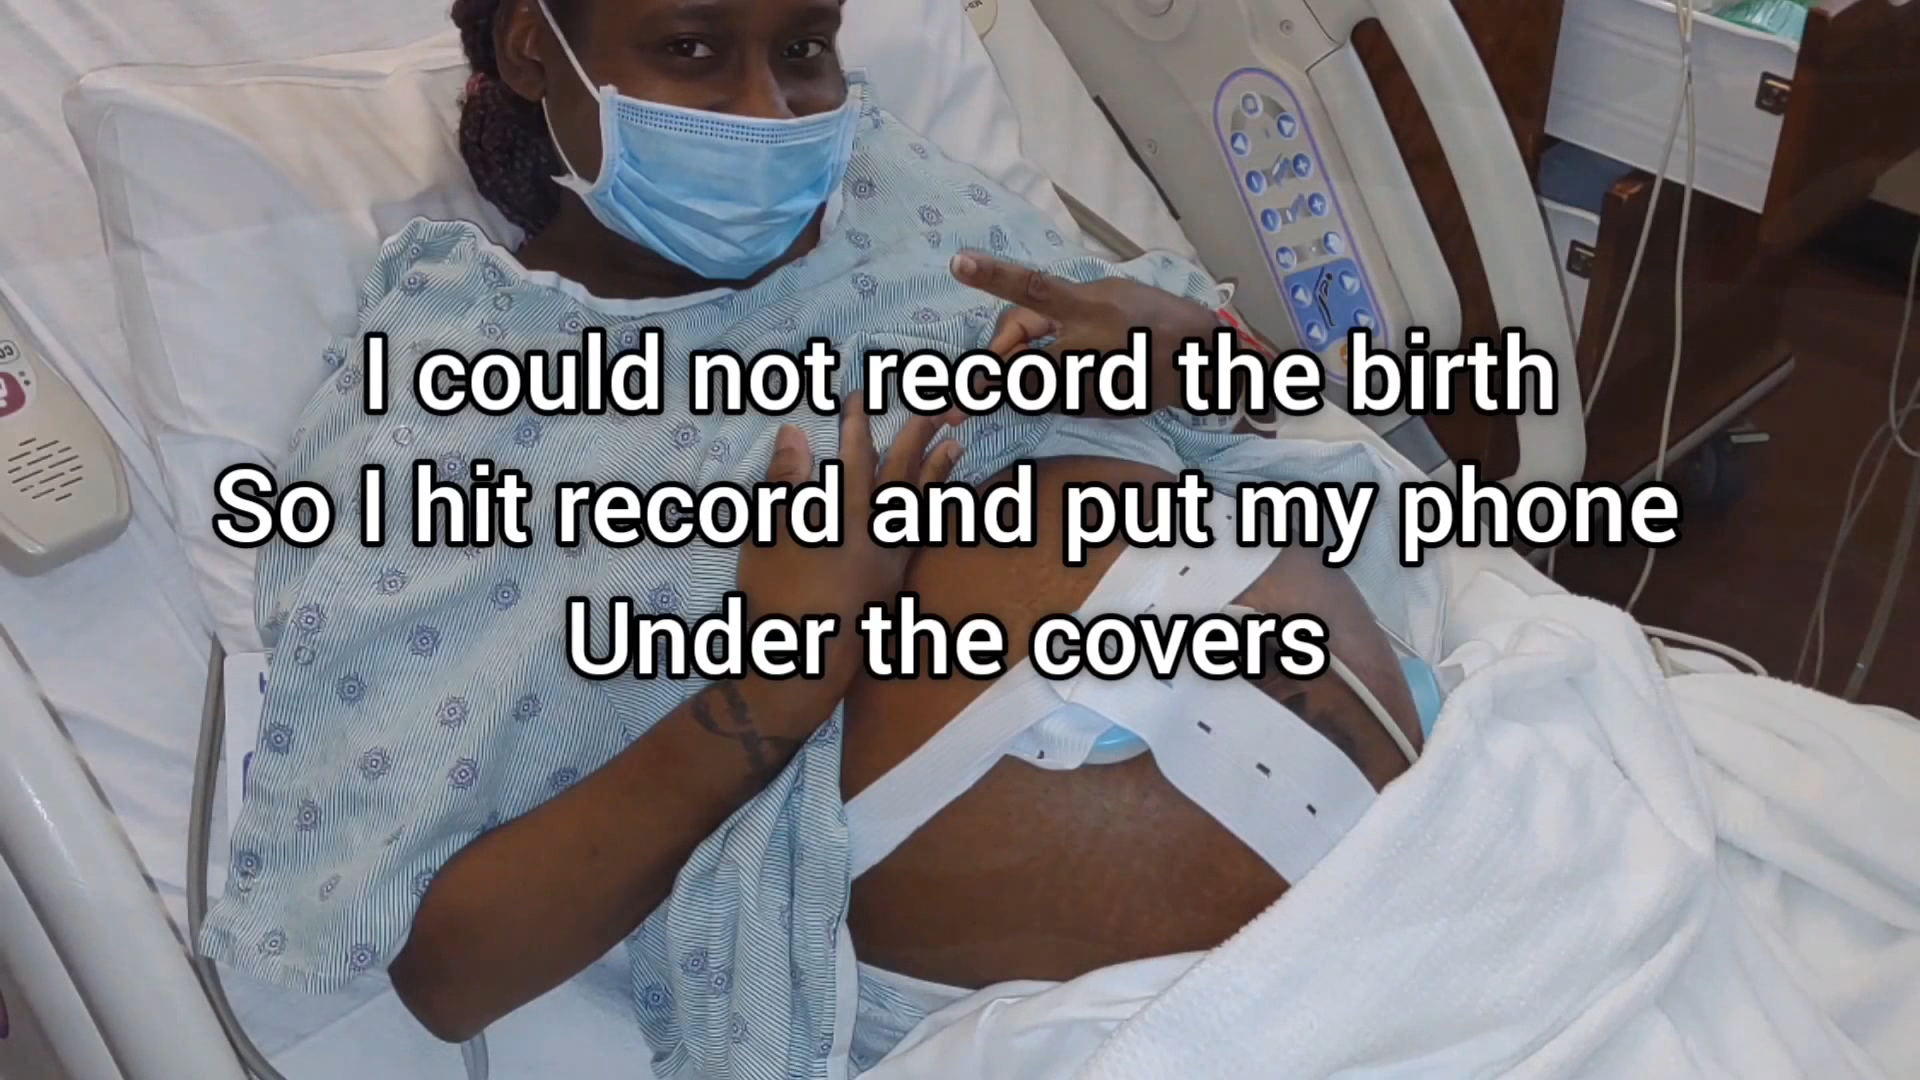 I could not record the birth
So I hit record and put my phone
Under the covers